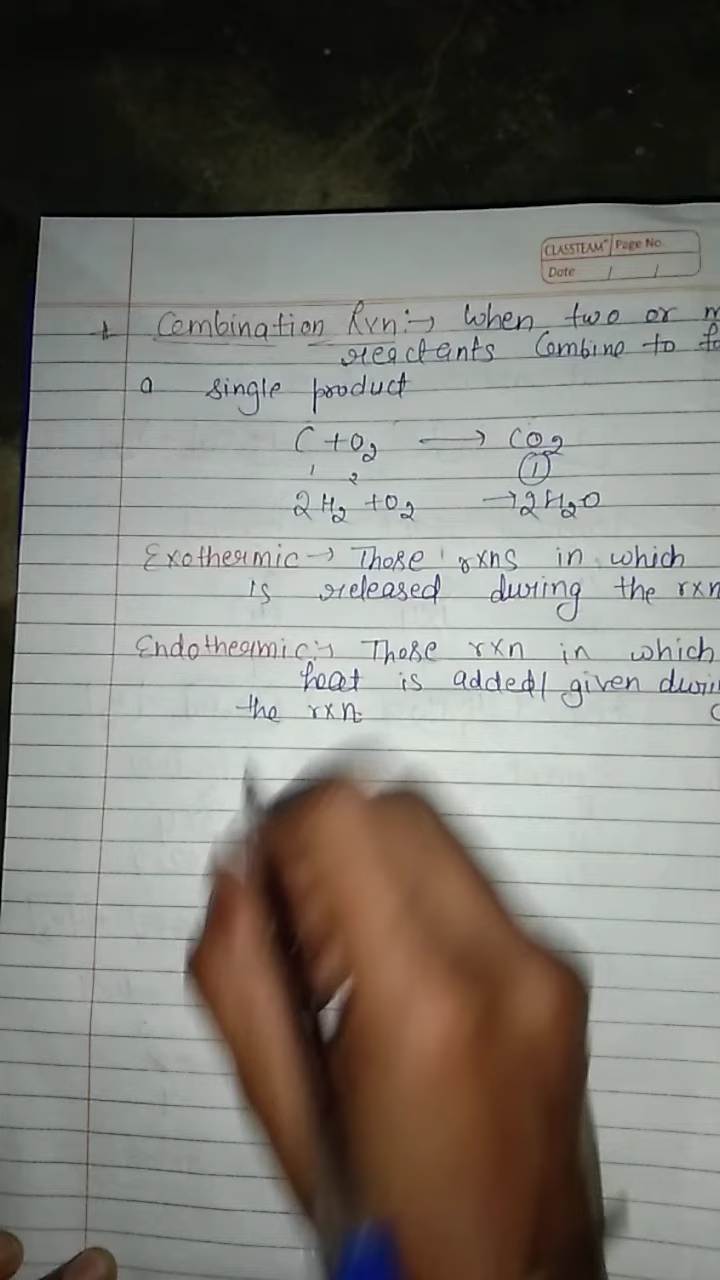 CLASSTEAM Page No.
Date / /
Combination Rxn:→ When two or m
reactants Combine to fo
a single product
C + O2 → CO2
1 2 1
2H2 + O2 → 2H2O
Exothermic → Those rxns in which
is released during the rxn
Endothermic:→ Those rxn in which
heat is added/given duri
the rxn.